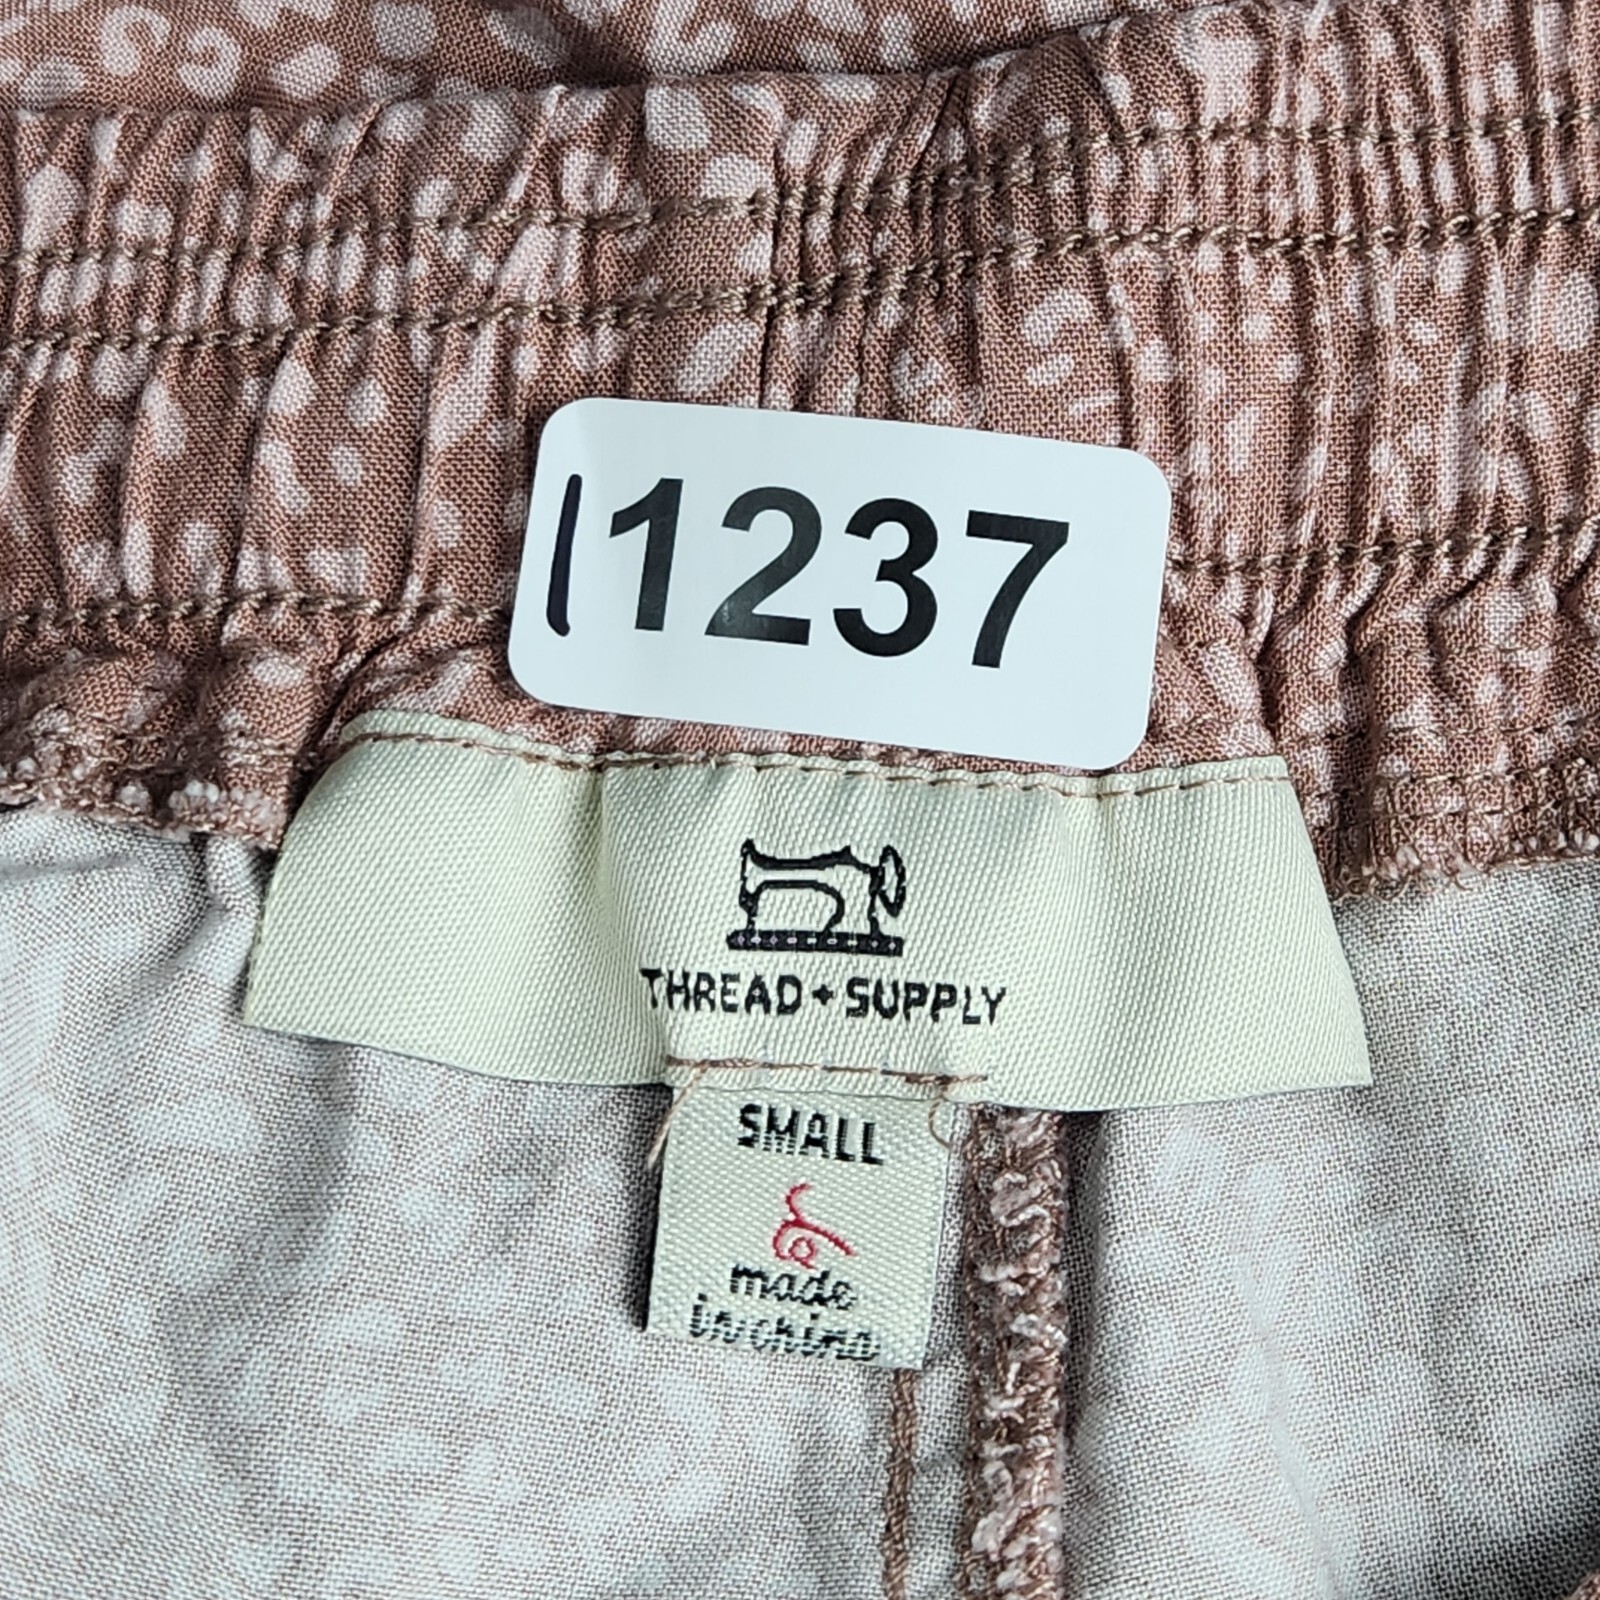 11237
THREAD + SUPPLY
SMALL
made
in china